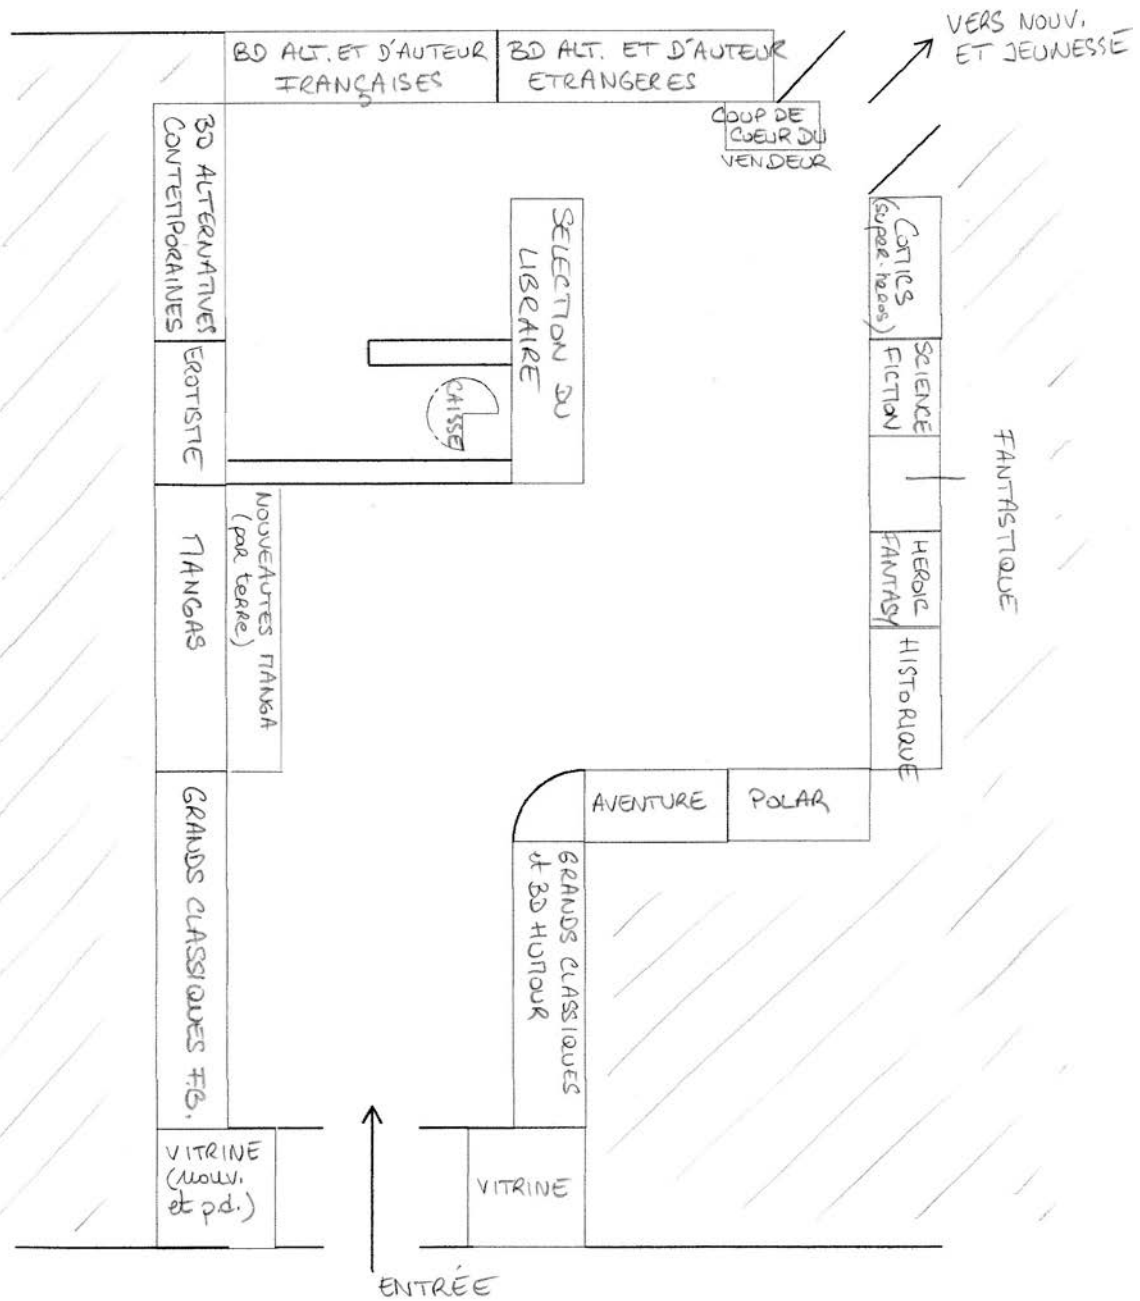 VERS NOUV.
ET JEUNESSE
BD ALT. ET D'AUTEUR
FRANÇAISES
BD ALT. ET D'AUTEUR
ETRANGERES
COUP DE
COEUR DU
VENDEUR
BD ALTERNATIVES
CONTEMPORAINES
SELECTION DU
LIBRAIRE
COMICS
(super-heros)
EROTISME
CAISSE
SCIENCE
FICTION
FANTASTIQUE
MANGAS
NOUVEAUTES MANGA
(par terre)
HEROIC
FANTASY
HISTORIQUE
AVENTURE
POLAR
GRANDS CLASSIQUES F.B.
GRANDS CLASSIQUES
et BD HUMOUR
VITRINE
(nouv.
et p.d.)
VITRINE
ENTRÉE